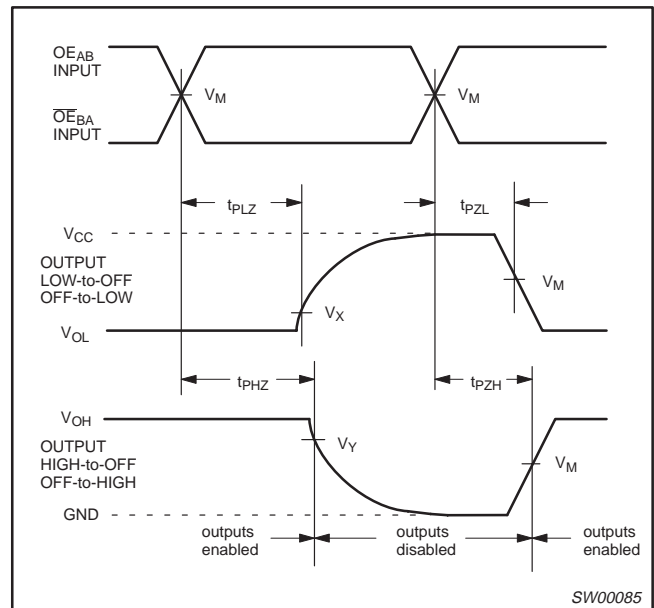 OEAB
INPUT
VM
VM
OEBA
INPUT
tPLZ
tPZL
VCC
OUTPUT
LOW-to-OFF
OFF-to-LOW
VM
VX
VOL
tPHZ
tPZH
VOH
VY
OUTPUT
HIGH-to-OFF
OFF-to-HIGH
VM
GND
outputs
enabled
outputs
disabled
outputs
enabled
SW00085